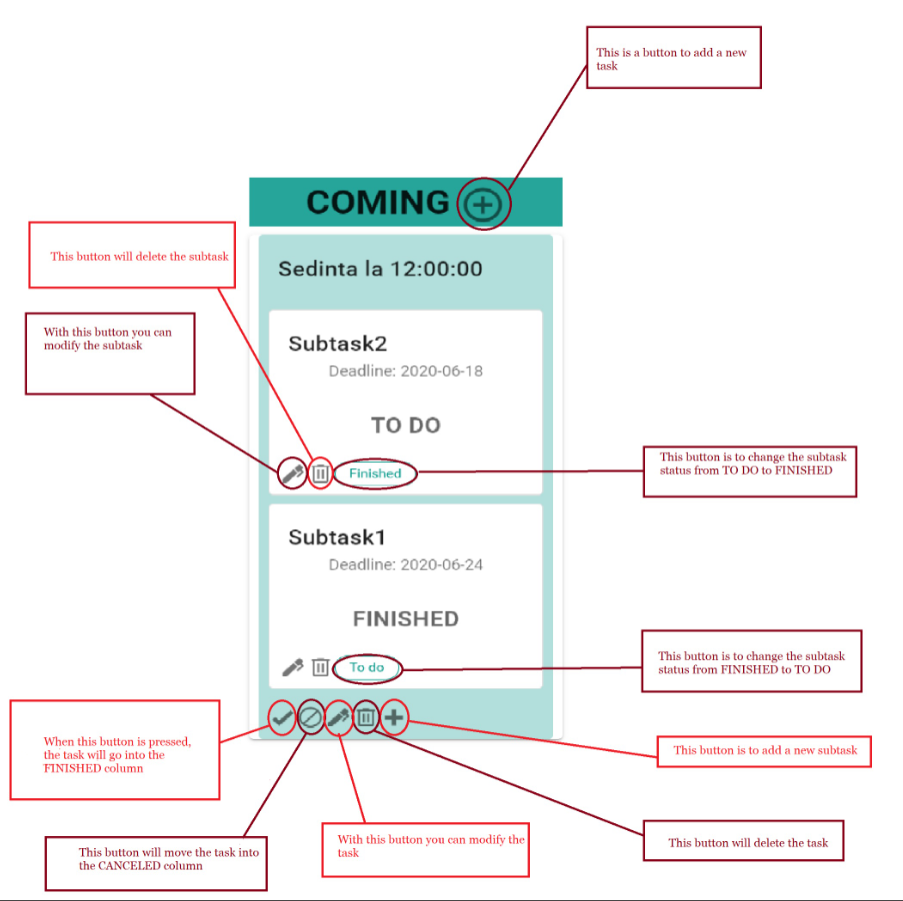 This is a button to add a new
task
COMING
This button will delete the subtask
Sedinta la 12:00:00
With this button you can
modify the subtask
Subtask2
Deadline: 2020-06-18
TO DO
Finished
This button is to change the subtask
status from TO DO to FINISHED
Subtask1
Deadline: 2020-06-24
FINISHED
To do
This button is to change the subtask
status from FINISHED to TO DO
When this button is pressed,
the task will go into the
FINISHED column
This button is to add a new subtask
This button will move the task into
the CANCELED column
With this button you can modify the
task
This button will delete the task